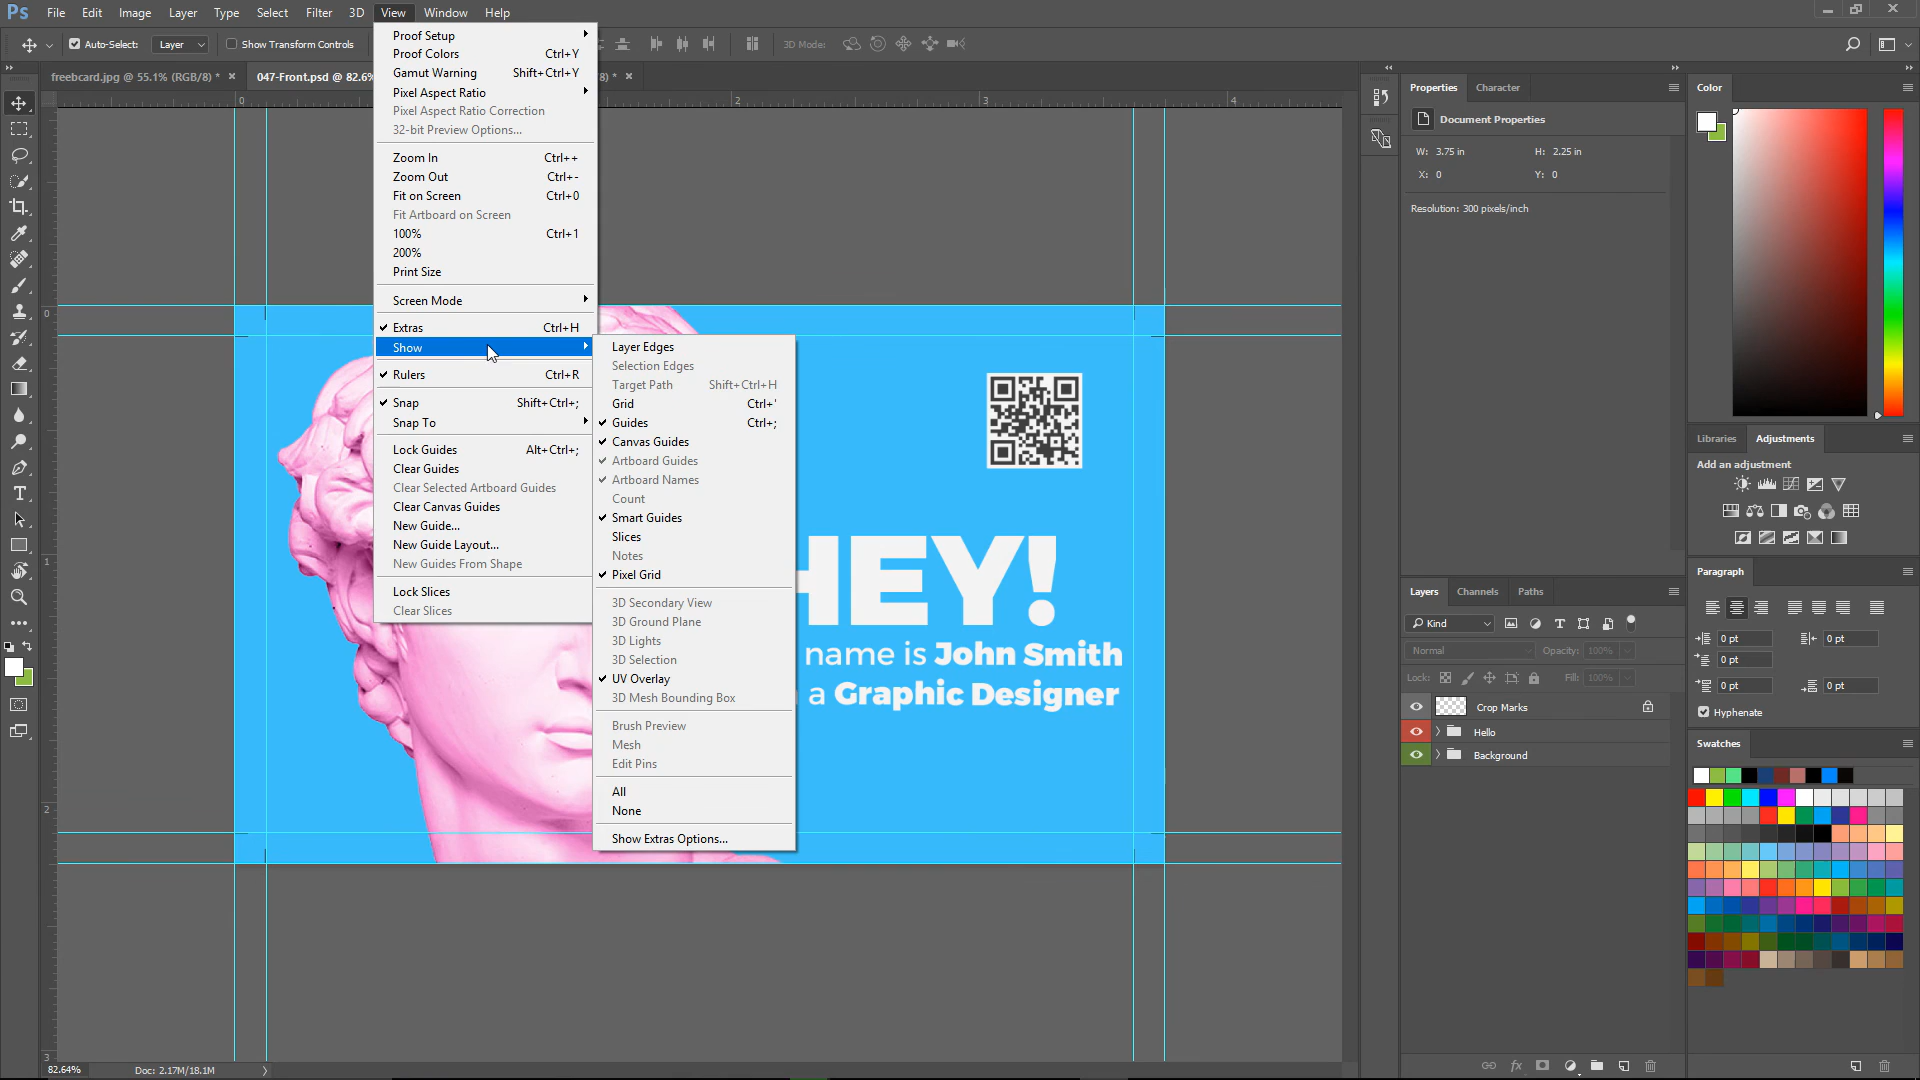 Ps File Edit Image Layer Type Select Filter 3D View Window Help
Auto-Select: Layer Show Transform Controls 3D Mode:
freebcard.jpg @ 55.1% (RGB/8) * × 047-Front.psd @ 82.6% /8) * ×
0 2 3 4
0
1
2
3
Proof Setup
Proof Colors Ctrl+Y
Gamut Warning Shift+Ctrl+Y
Pixel Aspect Ratio
Pixel Aspect Ratio Correction
32-bit Preview Options...
Zoom In Ctrl++
Zoom Out Ctrl+-
Fit on Screen Ctrl+0
Fit Artboard on Screen
100% Ctrl+1
200%
Print Size
Screen Mode
Extras Ctrl+H
Show
Rulers Ctrl+R
Snap Shift+Ctrl+;
Snap To
Lock Guides Alt+Ctrl+;
Clear Guides
Clear Selected Artboard Guides
Clear Canvas Guides
New Guide...
New Guide Layout...
New Guides From Shape
Lock Slices
Clear Slices
Layer Edges
Selection Edges
Target Path Shift+Ctrl+H
Grid Ctrl+'
Guides Ctrl+;
Canvas Guides
Artboard Guides
Artboard Names
Count
Smart Guides
Slices
Notes
Pixel Grid
3D Secondary View
3D Ground Plane
3D Lights
3D Selection
UV Overlay
3D Mesh Bounding Box
Brush Preview
Mesh
Edit Pins
All
None
Show Extras Options...
HEY!
name is John Smith
a Graphic Designer
Properties Character
Document Properties
W: 3.75 in H: 2.25 in
X: 0 Y: 0
Resolution: 300 pixels/inch
Layers Channels Paths
Kind
Normal Opacity: 100%
Lock: Fill: 100%
Crop Marks
Hello
Background
Color
Libraries Adjustments
Add an adjustment
Paragraph
0 pt 0 pt
0 pt
0 pt 0 pt
Hyphenate
Swatches
82.64% Doc: 2.17M/18.1M